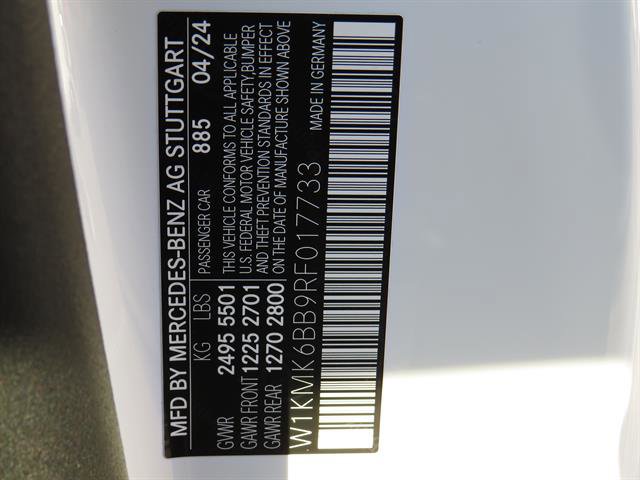 MFD BY MERCEDES-BENZ AG STUTTGART
KG LBS PASSENGER CAR 885 04/24
GVWR 2495 5501 THIS VEHICLE CONFORMS TO ALL APPLICABLE
GAWR FRONT 1225 2701 U.S. FEDERAL MOTOR VEHICLE SAFETY,BUMPER
AND THEFT PREVENTION STANDARDS IN EFFECT
GAWR REAR 1270 2800 ON THE DATE OF MANUFACTURE SHOWN ABOVE
W1KMK6BB9RF017733 MADE IN GERMANY